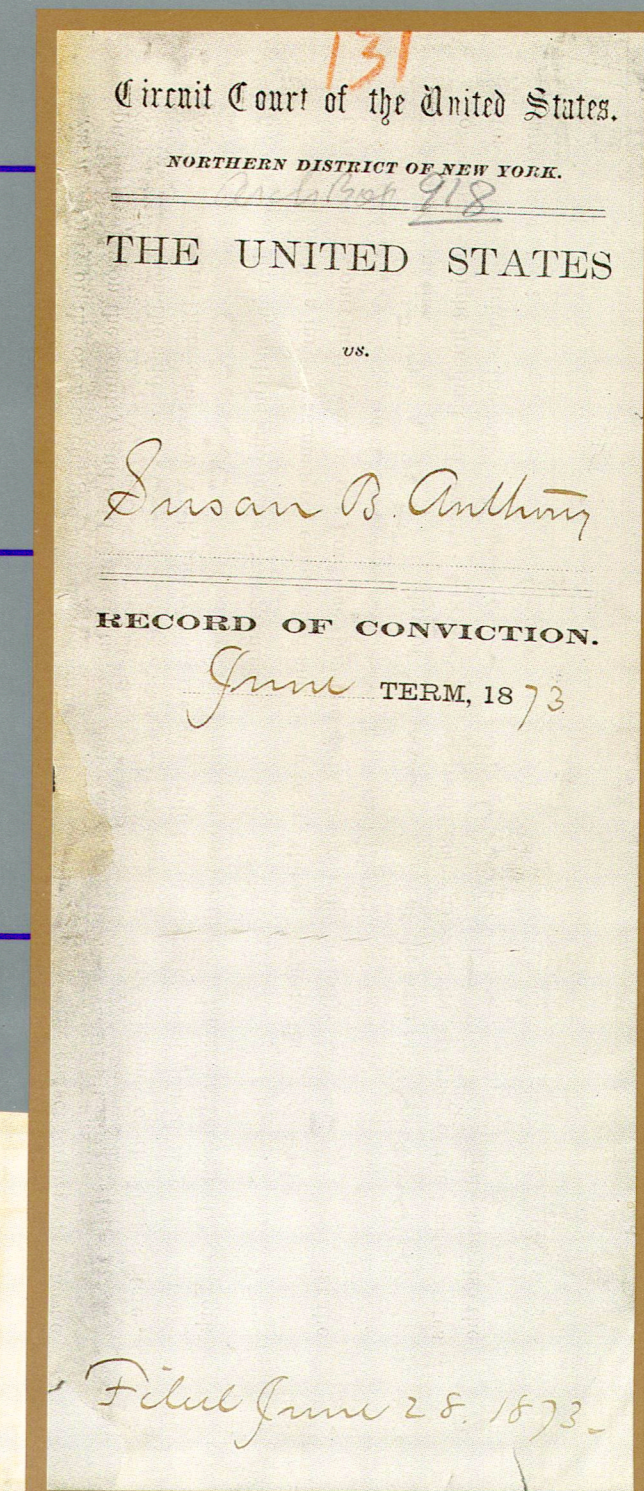 131
Circuit Court of the United States.
NORTHERN DISTRICT OF NEW YORK.
918
THE UNITED STATES
vs.
Susan B. Anthony
RECORD OF CONVICTION.
June TERM, 1873
Filed June 28. 1873.